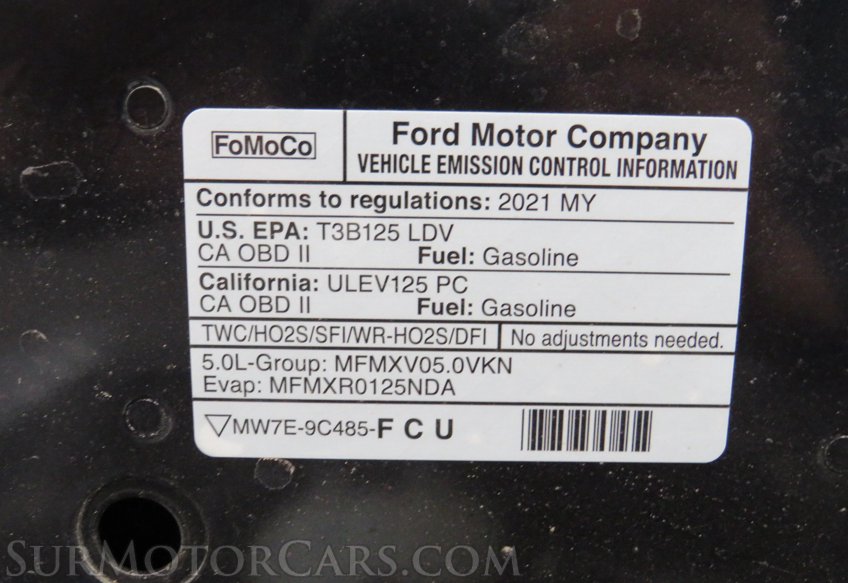 FoMoCo
Ford Motor Company
VEHICLE EMISSION CONTROL INFORMATION
Conforms to regulations: 2021 MY
U.S. EPA: T3B125 LDV
CA OBD II Fuel: Gasoline
California: ULEV125 PC
CA OBD II Fuel: Gasoline
TWC/HO2S/SFI/WR-HO2S/DFI No adjustments needed.
5.0L-Group: MFMXV05.0VKN
Evap: MFMXR0125NDA
▽MW7E-9C485-F C U
SurMotorCars.com